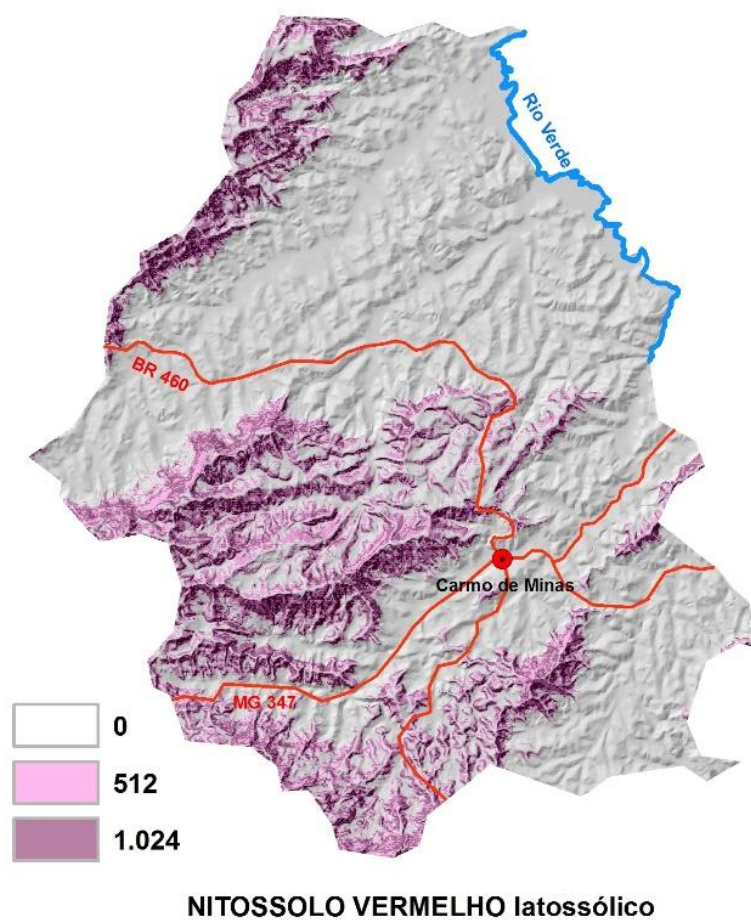 Rio Verde
BR 460
Carmo de Minas
MG 347
0
512
1.024
NITOSSOLO VERMELHO latossólico